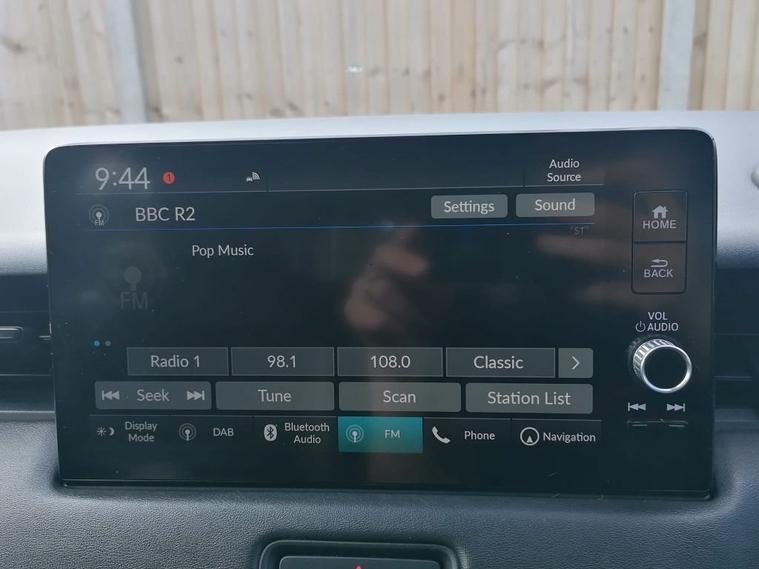 9:44
1
Audio
Source
FM
BBC R2
Settings
Sound
"ST"
HOME
Pop Music
FM
BACK
VOL
AUDIO
Radio 1
98.1
108.0
Classic
Seek
Tune
Scan
Station List
Display
Mode
DAB
Bluetooth
Audio
FM
Phone
Navigation